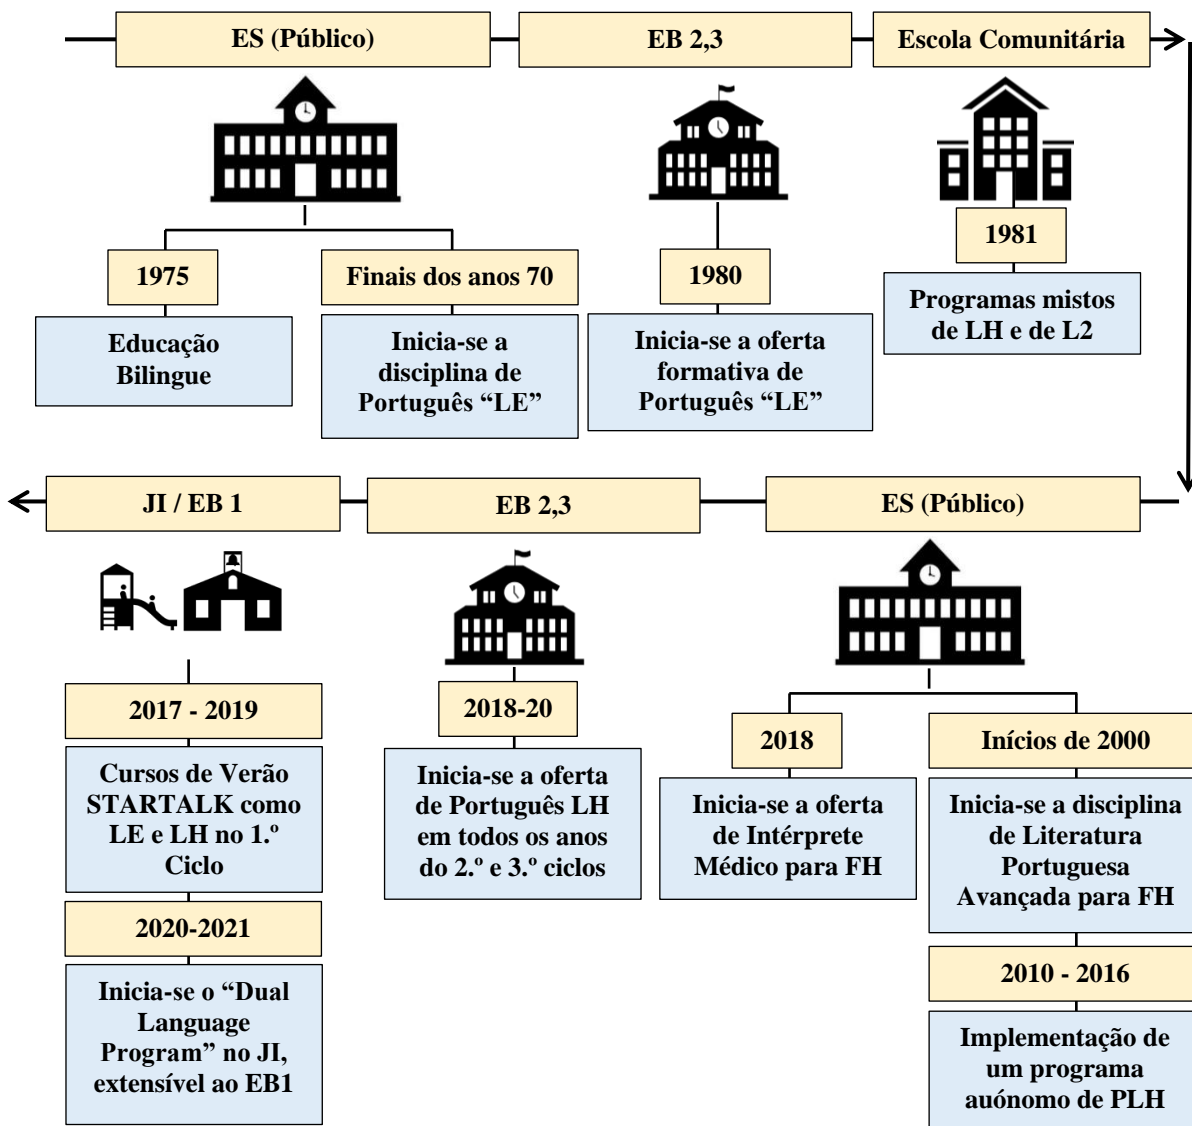 ES (Público)
EB 2,3
Escola Comunitária
1975
Educação
Bilingue
Finais dos anos 70
Inicia-se a
disciplina de
Português “LE”
1980
Inicia-se a oferta
formativa de
Português “LE”
1981
Programas mistos
de LH e de L2
ES (Público)
Inícios de 2000
Inicia-se a disciplina
de Literatura
Portuguesa
Avançada para FH
2010 - 2016
Implementação de
um programa
auónomo de PLH
2018
Inicia-se a oferta
de Intérprete
Médico para FH
EB 2,3
2018-20
Inicia-se a oferta
de Português LH
em todos os anos
do 2.º e 3.º ciclos
JI / EB 1
2017 - 2019
Cursos de Verão
STARTALK como
LE e LH no 1.º
Ciclo
2020-2021
Inicia-se o “Dual
Language
Program” no JI,
extensível ao EB1